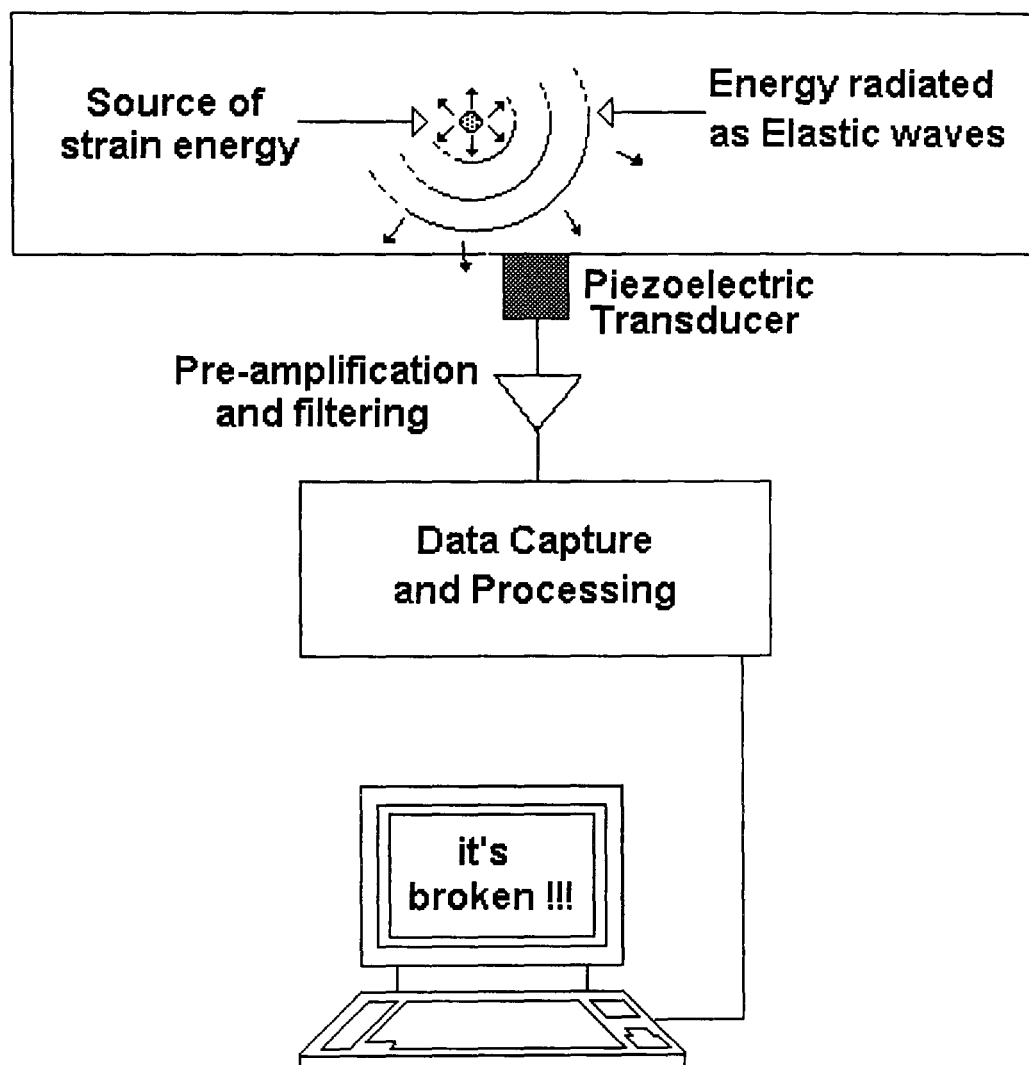 Source of
strain energy
Energy radiated
as Elastic waves
Piezoelectric
Transducer
Pre-amplification
and filtering
Data Capture
and Processing
it's
broken !!!